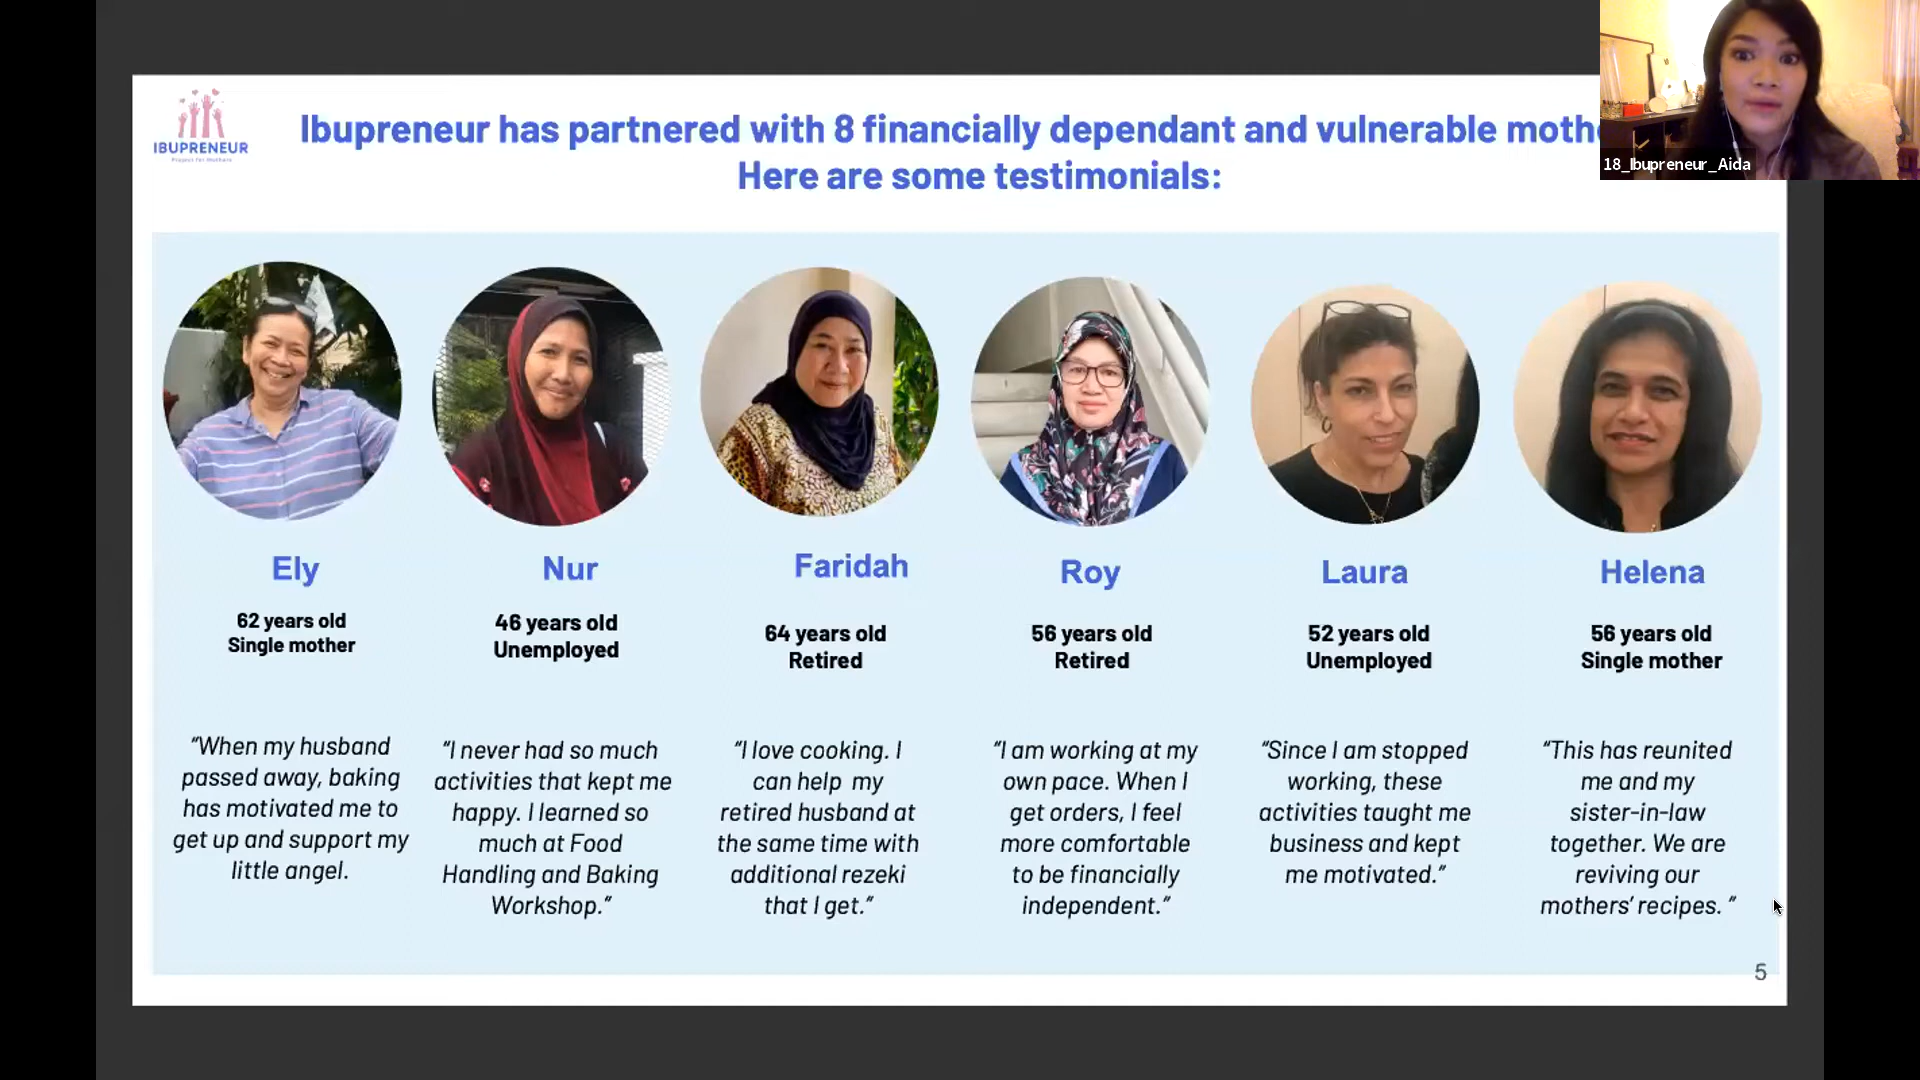 IBUPRENEUR
Project for Mothers
Ibupreneur has partnered with 8 financially dependant and vulnerable
Here are some testimonials:
18_Ibupreneur_Aida
Ely
62 years old
Single mother
“When my husband
passed away, baking
has motivated me to
get up and support my
little angel.
Nur
46 years old
Unemployed
“I never had so much
activities that kept me
happy. I learned so
much at Food
Handling and Baking
Workshop.”
Faridah
64 years old
Retired
“I love cooking. I
can help my
retired husband at
the same time with
additional rezeki
that I get.”
Roy
56 years old
Retired
“I am working at my
own pace. When I
get orders, I feel
more comfortable
to be financially
independent.”
Laura
52 years old
Unemployed
“Since I am stopped
working, these
activities taught me
business and kept
me motivated.”
Helena
56 years old
Single mother
“This has reunited
me and my
sister-in-law
together. We are
reviving our
mothers’ recipes. ”
5